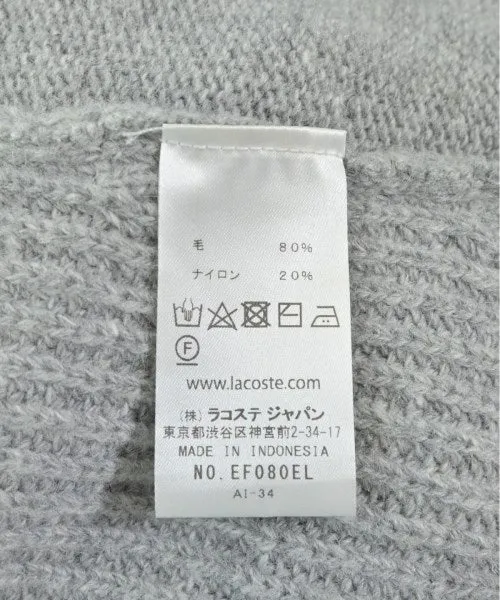 毛 80%
ナイロン 20%
F
www.lacoste.com
(株) ラコステ ジャパン
東京都渋谷区神宮前2-34-17
MADE IN INDONESIA
NO. EF080EL
AI-34